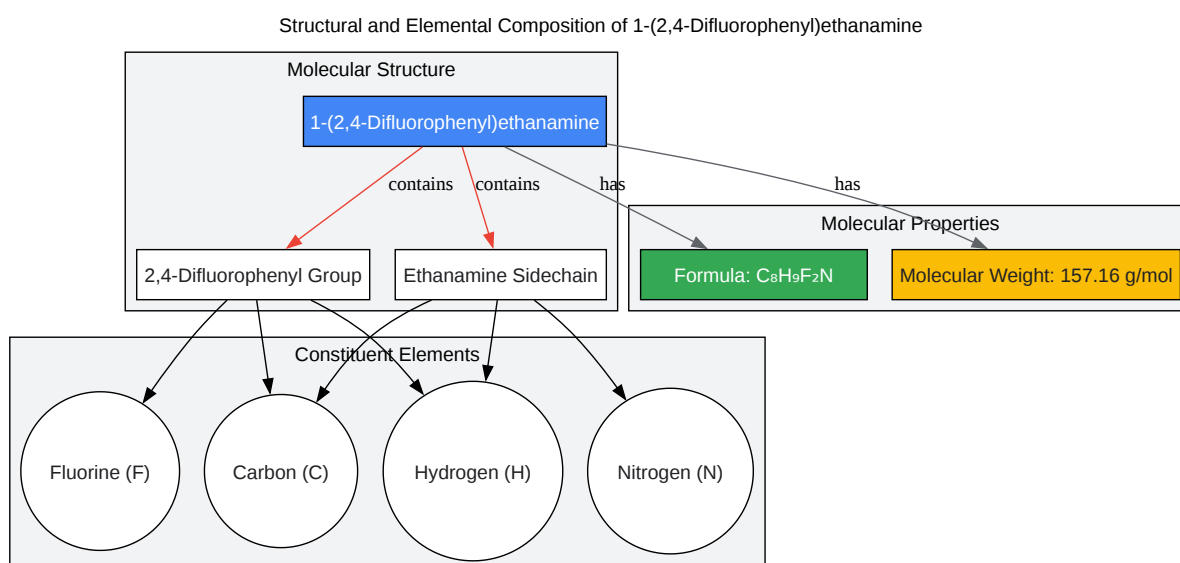 Structural and Elemental Composition of 1-(2,4-Difluorophenyl)ethanamine
Molecular Structure
1-(2,4-Difluorophenyl)ethanamine
contains
contains
has
has
Molecular Properties
2,4-Difluorophenyl Group
Ethanamine Sidechain
Formula: C₈H₉F₂N
Molecular Weight: 157.16 g/mol
Constituent Elements
Fluorine (F)
Carbon (C)
Hydrogen (H)
Nitrogen (N)